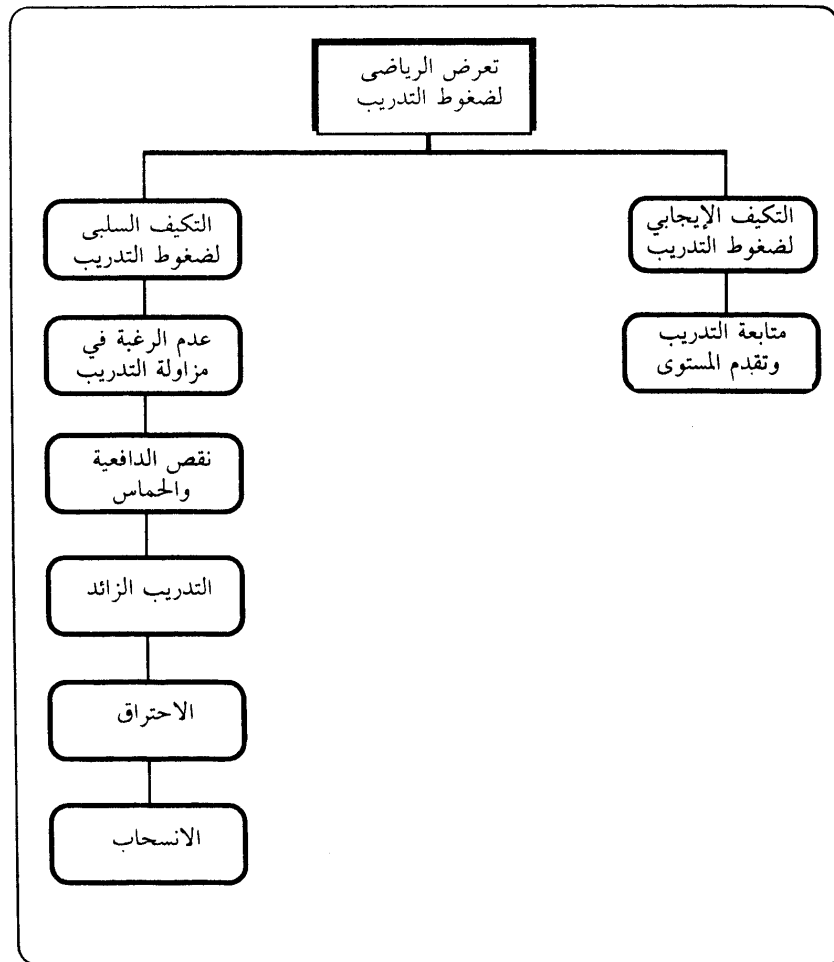 تعرض الرياضى
لضغوط التدريب
التكيف الإيجابي
لضغوط التدريب
متابعة التدريب
وتقدم المستوى
التكيف السلبى
لضغوط التدريب
عدم الرغبة في
مزاولة التدريب
نقص الدافعية
والحماس
التدريب الزائد
الاحتراق
الانسحاب